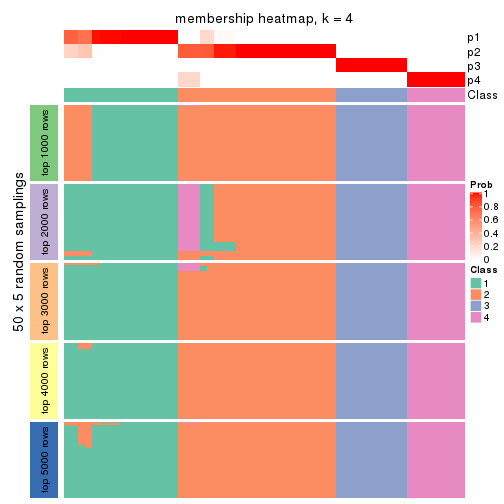 membership heatmap, k = 4
p1
p2
p3
p4
Class
50 x 5 random samplings
top 1000 rows
top 2000 rows
top 3000 rows
top 4000 rows
top 5000 rows
Prob
1
0.8
0.6
0.4
0.2
0
Class
1
2
3
4